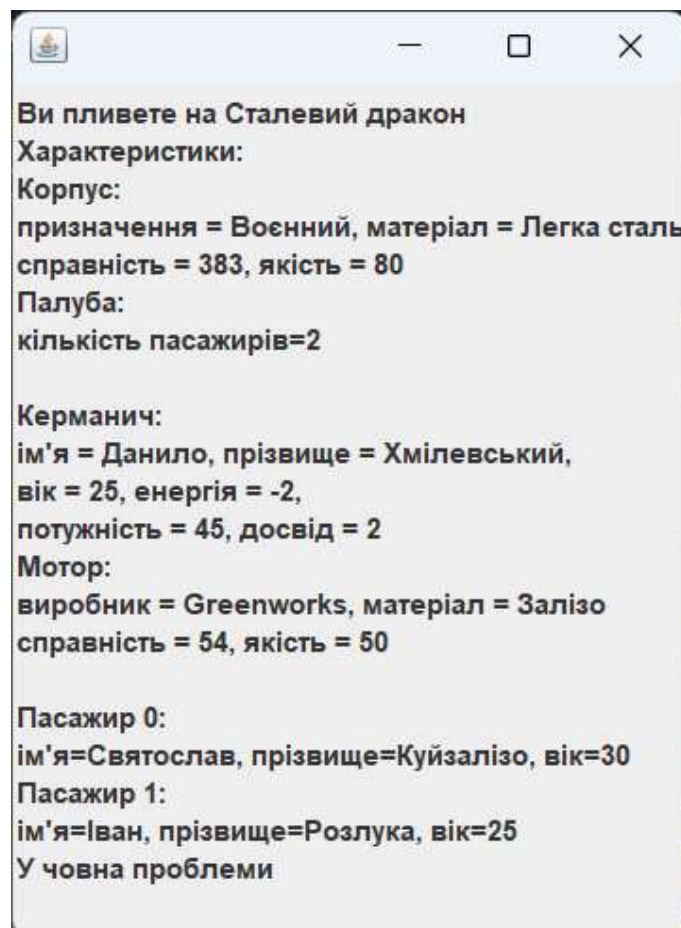 Ви пливете на Сталевий дракон
Характеристики:
Корпус:
призначення = Воєнний, матеріал = Легка сталь
справність = 383, якість = 80
Палуба:
кількість пасажирів=2
Керманич:
ім'я = Данило, прізвище = Хмілевський,
вік = 25, енергія = -2,
потужність = 45, досвід = 2
Мотор:
виробник = Greenworks, матеріал = Залізо
справність = 54, якість = 50
Пасажир 0:
ім'я=Святослав, прізвище=Куйзалізо, вік=30
Пасажир 1:
ім'я=Іван, прізвище=Розлука, вік=25
У човна проблеми